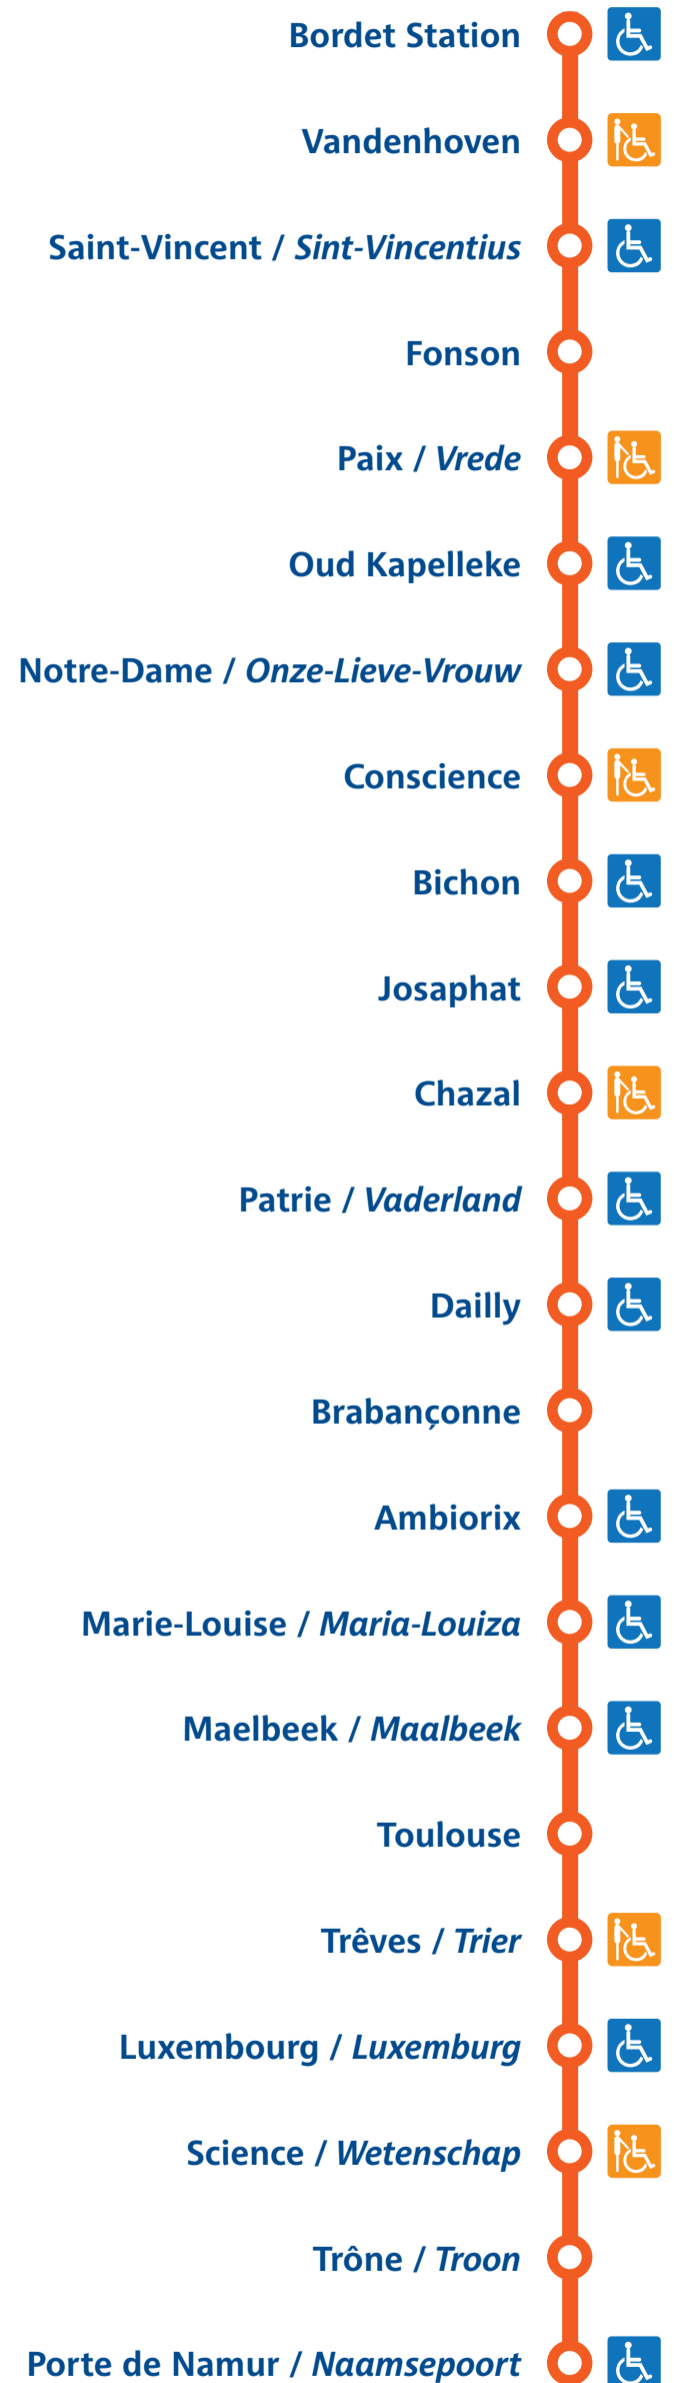 Bordet Station
Vandenhoven
Saint-Vincent / Sint-Vincentius
Fonson
Paix / Vrede
Oud Kapelleke
Notre-Dame / Onze-Lieve-Vrouw
Conscience
Bichon
Josaphat
Chazal
Patrie / Vaderland
Dailly
Brabançonne
Ambiorix
Marie-Louise / Maria-Louiza
Maelbeek / Maalbeek
Toulouse
Trêves / Trier
Luxembourg / Luxemburg
Science / Wetenschap
Trône / Troon
Porte de Namur / Naamsepoort